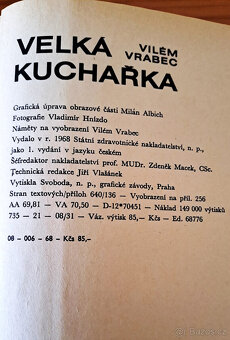 VELKÁ
VILÉM
VRABEC
KUCHAŘKA
Grafická úprava obrazové části Milán Albich
Fotografie Vladimír Hnízdo
Náměty na vyobrazení Vilém Vrabec
Vydalo v r. 1968 Státní zdravotnické nakladatelství, n. p.,
jako 1. vydání v jazyku českém
Šéfredaktor nakladatelství prof. MUDr. Zdeněk Macek, CSc.
Technická redakce Jiří Vlašánek
Vytiskla Svoboda, n. p., grafické závody, Praha
Stran textových/příloh 640/136 — Vyobrazení na příl. 256
AA 69,81 — VA 70,50 — D-12*70451 — Náklad 149 000 výtisků
735 — 21 — 08/31 — Váz. výtisk 85,— Kčs — Ed. 68776
08 — 006 — 68 — Kčs 85,—